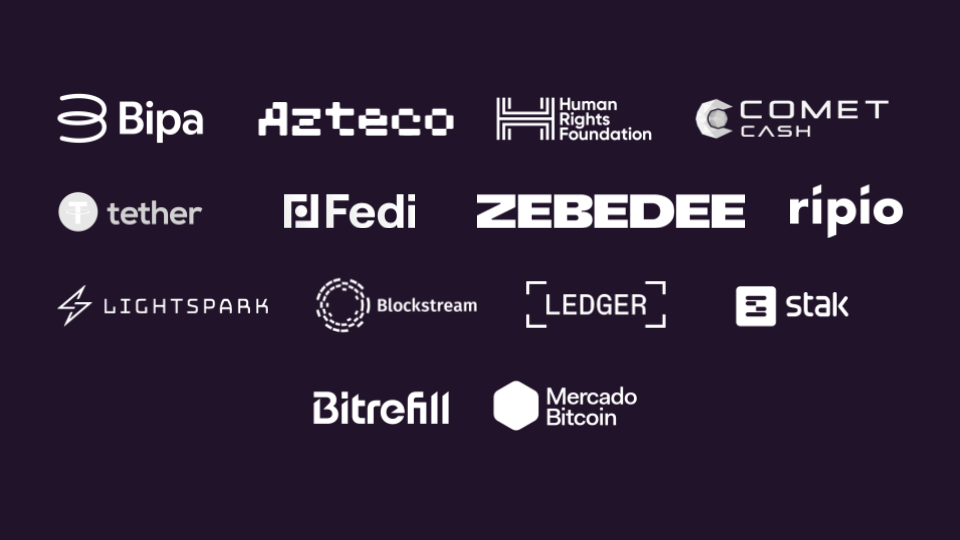 Bipa
Azteco
Human
Rights
Foundation
COMET
CASH
tether
Fedi
ZEBEDEE
ripio
LIGHTSPARK
Blockstream
LEDGER
stak
Bitrefill
Mercado
Bitcoin